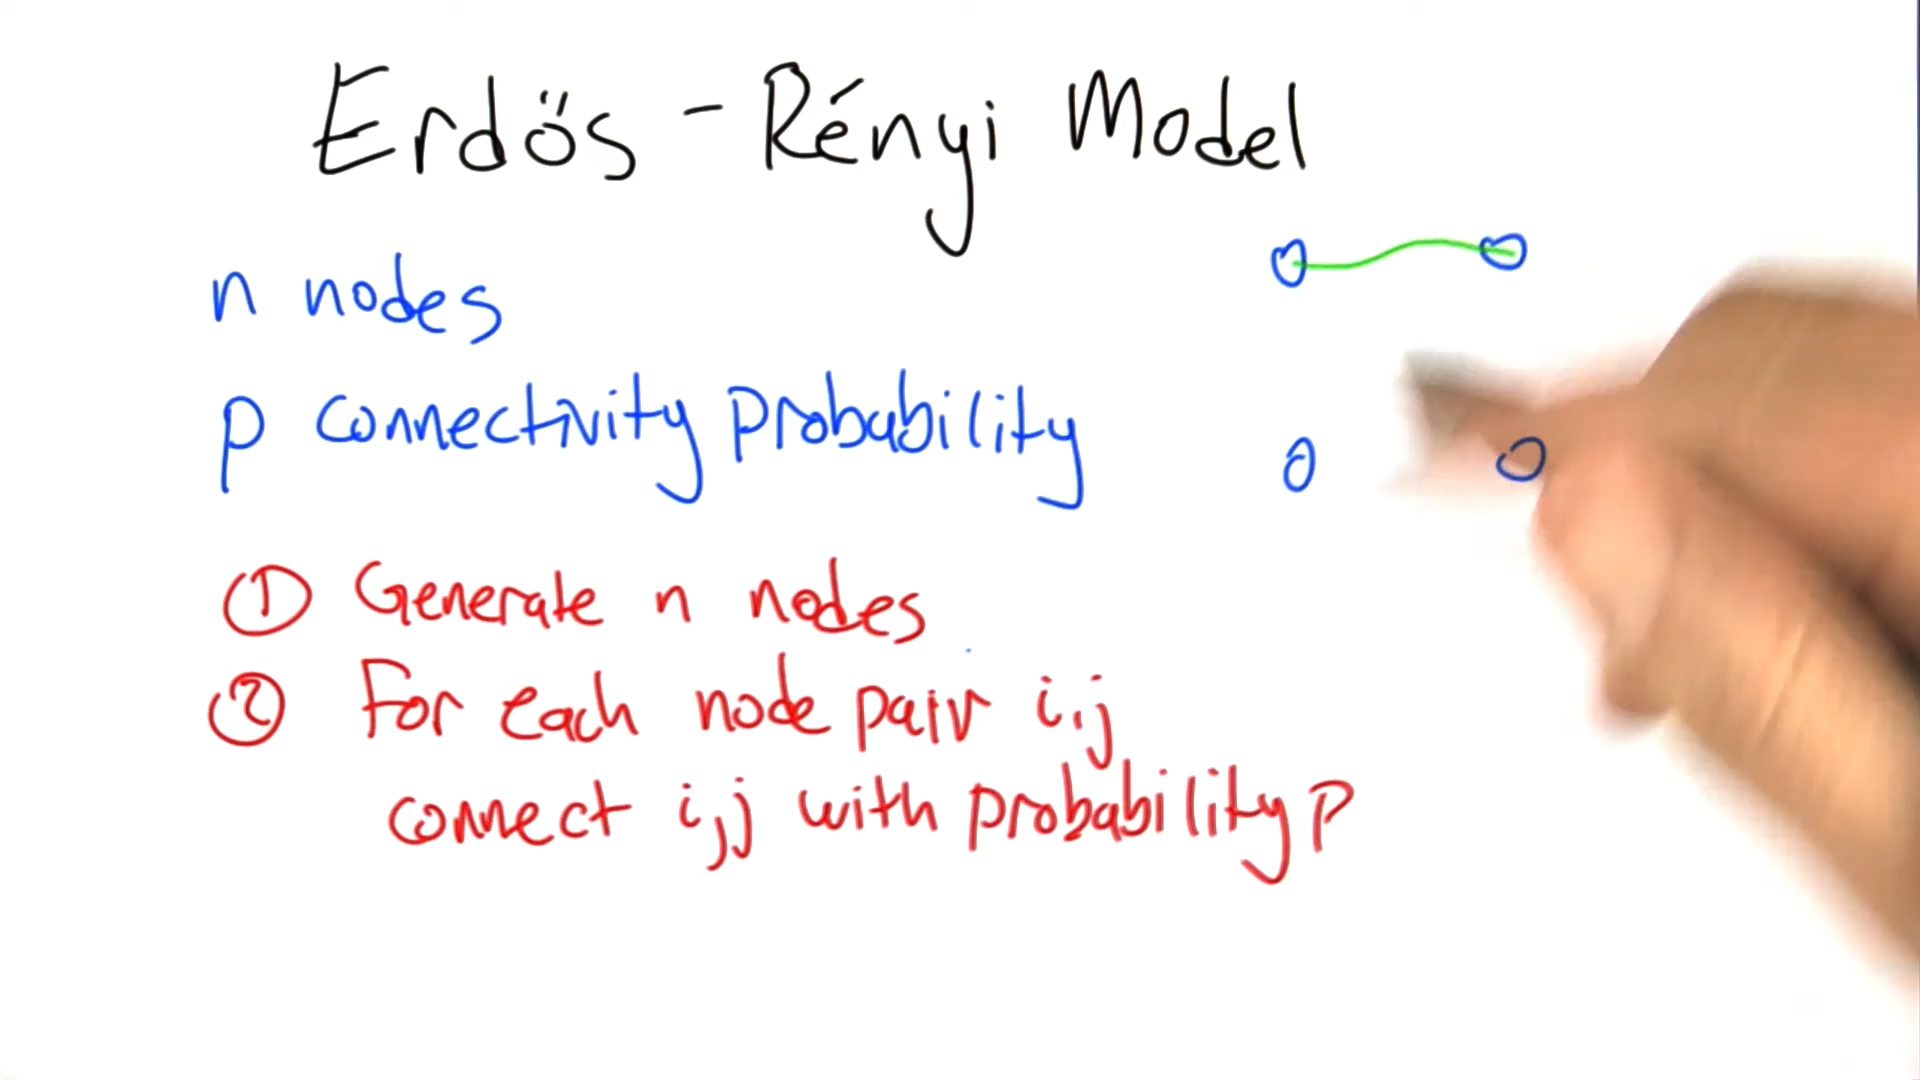 Erdös - Rényi Model
n nodes
p connectivity probability
① Generate n nodes
② For each node pair i,j
connect i,j with probability p